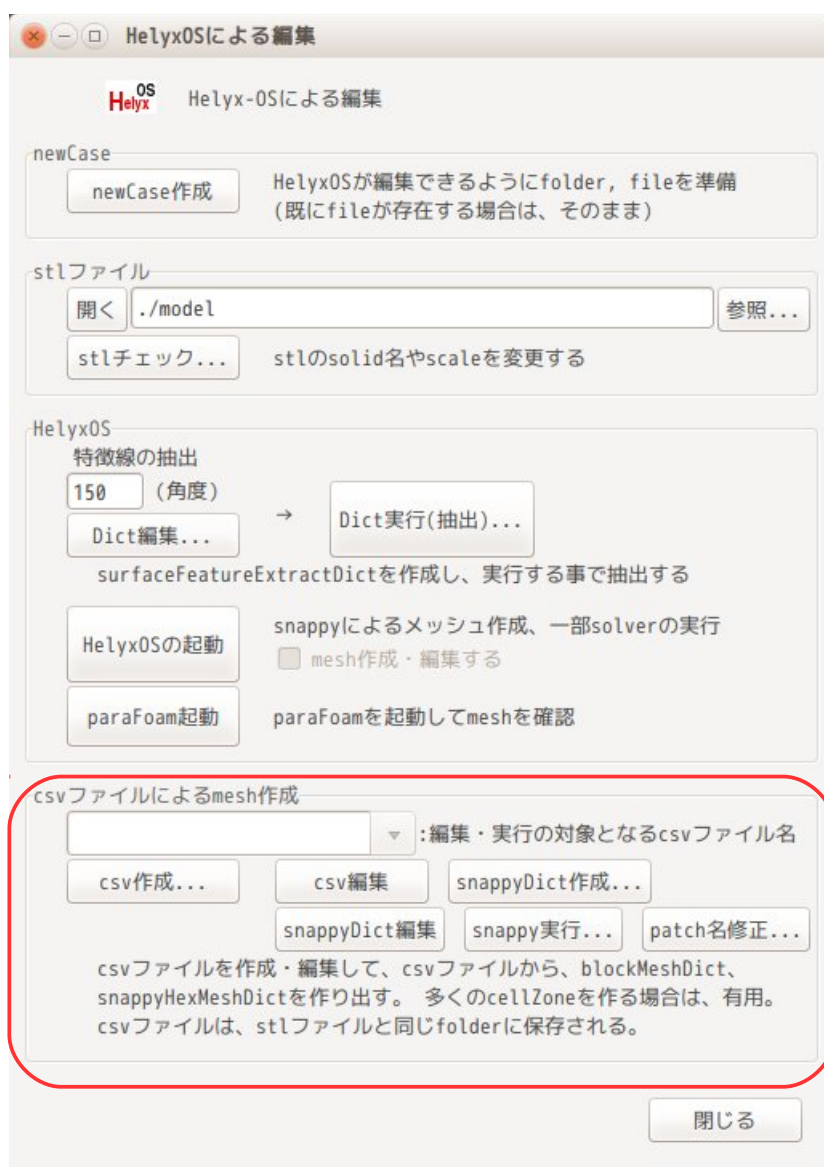 HelyxOSによる編集
Helyx OS Helyx-OSによる編集
newCase
newCase作成 HelyxOSが編集できるようにfolder, fileを準備
(既にfileが存在する場合は、そのまま)
stlファイル
開く ./model 参照...
stlチェック... stlのsolid名やscaleを変更する
HelyxOS
特徴線の抽出
150 (角度)
Dict編集... → Dict実行(抽出)...
surfaceFeatureExtractDictを作成し、実行する事で抽出する
HelyxOSの起動 snappyによるメッシュ作成、一部solverの実行
mesh作成・編集する
paraFoam起動 paraFoamを起動してmeshを確認
csvファイルによるmesh作成
:編集・実行の対象となるcsvファイル名
csv作成... csv編集 snappyDict作成...
snappyDict編集 snappy実行... patch名修正...
csvファイルを作成・編集して、csvファイルから、blockMeshDict、
snappyHexMeshDictを作り出す。 多くのcellZoneを作る場合は、有用。
csvファイルは、stlファイルと同じfolderに保存される。
閉じる